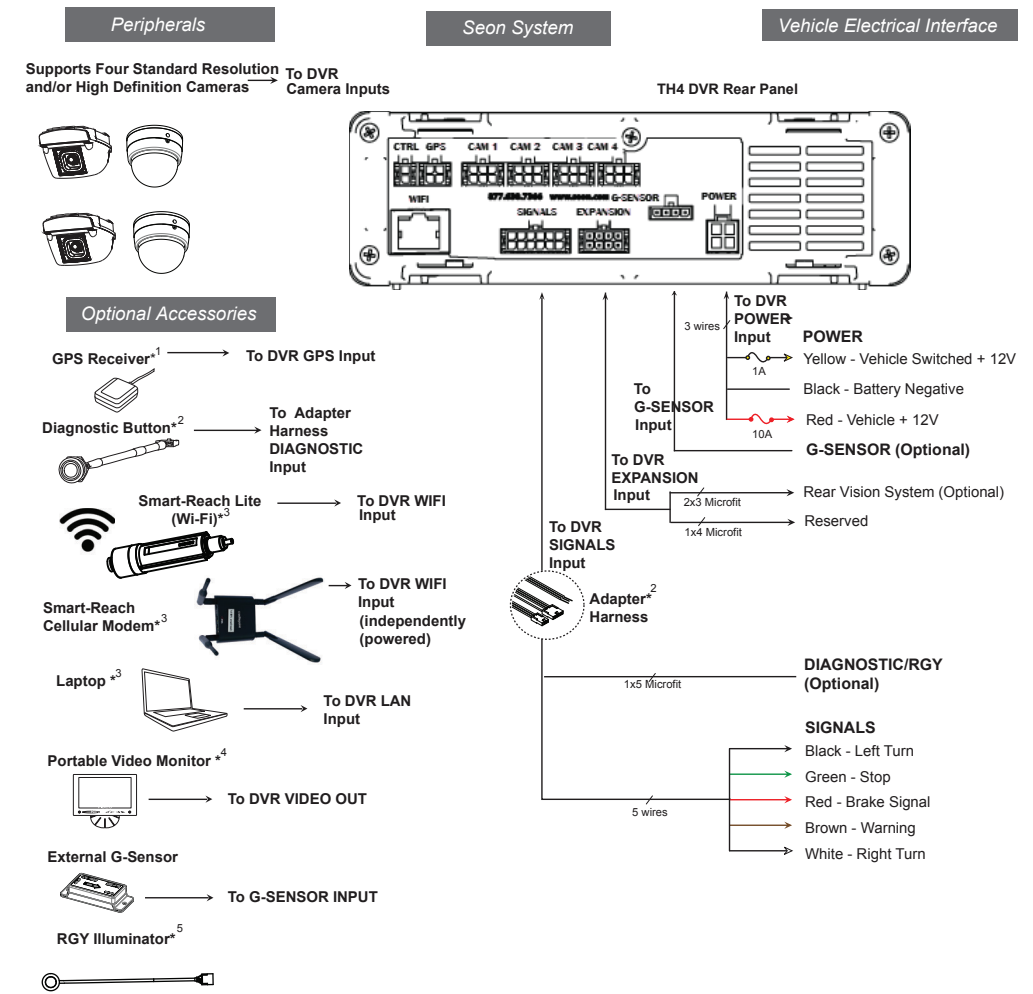 Peripherals
Seon System
Vehicle Electrical Interface
Supports Four Standard Resolution
and/or High Definition Cameras
To DVR
Camera Inputs
TH4 DVR Rear Panel
CTRL GPS CAM 1 CAM 2 CAM 3 CAM 4
WIFI
877.630.7366 www.seon.com G-SENSOR
POWER
SIGNALS EXPANSION
Optional Accessories
GPS Receiver*1
To DVR GPS Input
Diagnostic Button*2
To Adapter
Harness
DIAGNOSTIC
Input
Smart-Reach Lite
(Wi-Fi)*3
To DVR WIFI
Input
Smart-Reach
Cellular Modem*3
To DVR WIFI
Input
(independently
(powered)
Laptop *3
To DVR LAN
Input
Portable Video Monitor *4
To DVR VIDEO OUT
External G-Sensor
To G-SENSOR INPUT
RGY Illuminator*5
To DVR
POWER
Input
3 wires
POWER
Yellow - Vehicle Switched + 12V
1A
Black - Battery Negative
Red - Vehicle + 12V
10A
To
G-SENSOR
Input
G-SENSOR (Optional)
To DVR
EXPANSION
Input
Rear Vision System (Optional)
2x3 Microfit
Reserved
1x4 Microfit
To DVR
SIGNALS
Input
Adapter*2
Harness
DIAGNOSTIC/RGY
(Optional)
1x5 Microfit
SIGNALS
Black - Left Turn
Green - Stop
Red - Brake Signal
5 wires
Brown - Warning
White - Right Turn